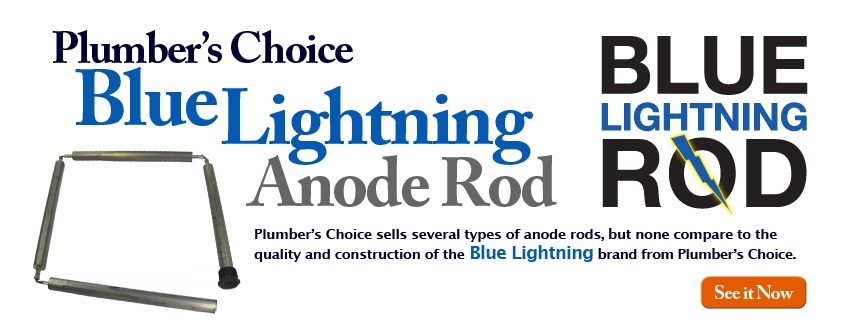 Plumber's Choice
Blue Lightning
Anode Rod
BLUE
LIGHTNING
ROD
Plumber's Choice sells several types of anode rods, but none compare to the
quality and construction of the Blue Lightning brand from Plumber's Choice.
See it Now